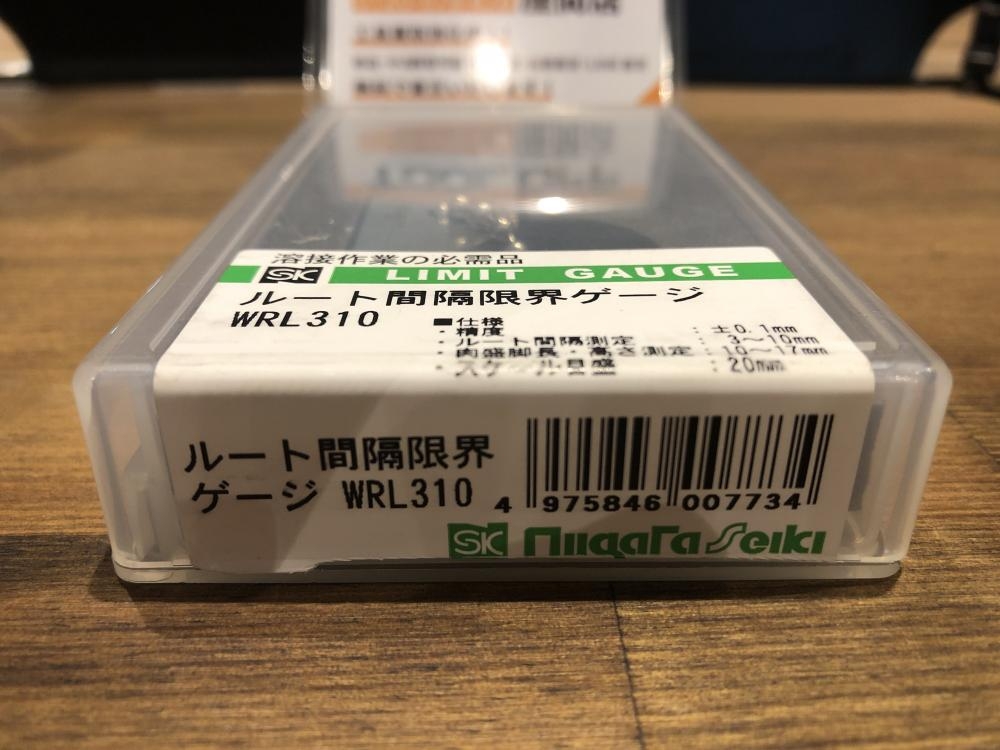 溶接作業の必需品
SK LIMIT GAUGE
ルート間隔限界ゲージ
WRL310
■仕様
・精度 : ±0.1mm
・ルート間隔測定 : 3～10mm
・肉盛脚長・高さ測定 : 10～17mm
・スケール目盛 : 20mm
ルート間隔限界
ゲージ WRL310
4 975846 007734
SK Niigata Seiki